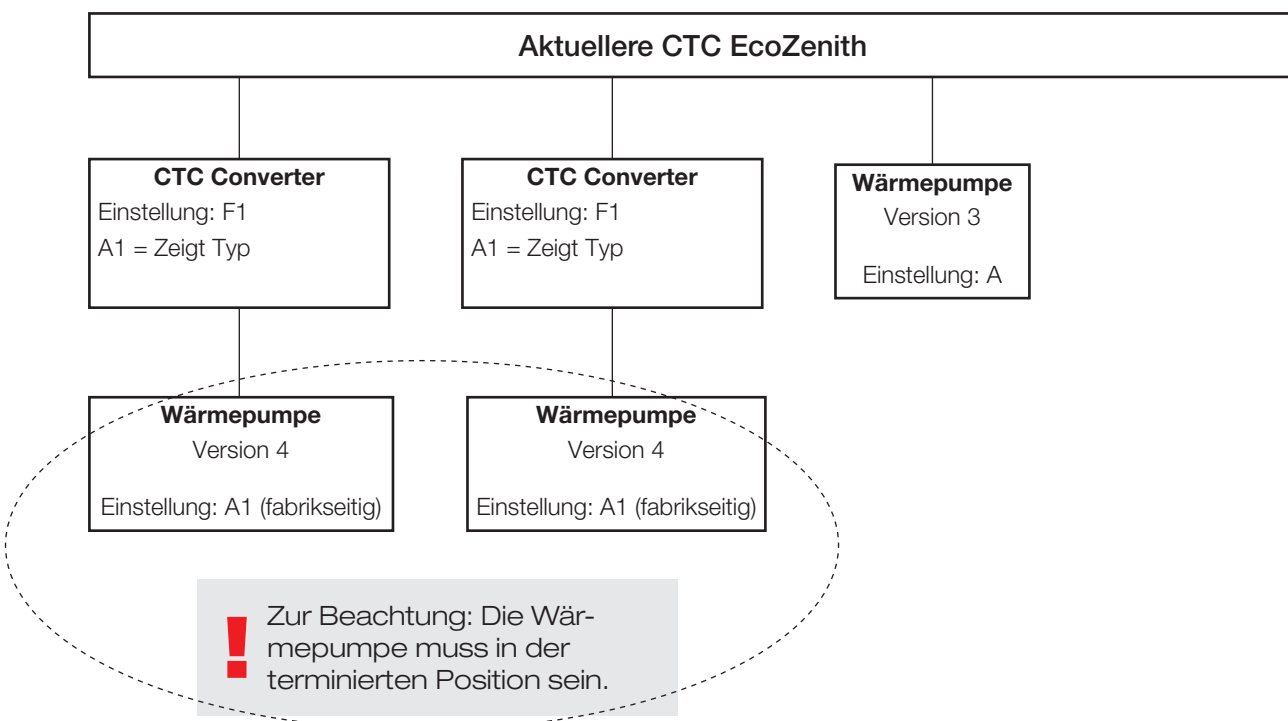 Aktuellere CTC EcoZenith
CTC Converter
Einstellung: F1
A1 = Zeigt Typ
CTC Converter
Einstellung: F1
A1 = Zeigt Typ
Wärmepumpe
Version 3
Einstellung: A
Wärmepumpe
Version 4
Einstellung: A1 (fabrikseitig)
Wärmepumpe
Version 4
Einstellung: A1 (fabrikseitig)
! Zur Beachtung: Die Wär-
mepumpe muss in der
terminierten Position sein.